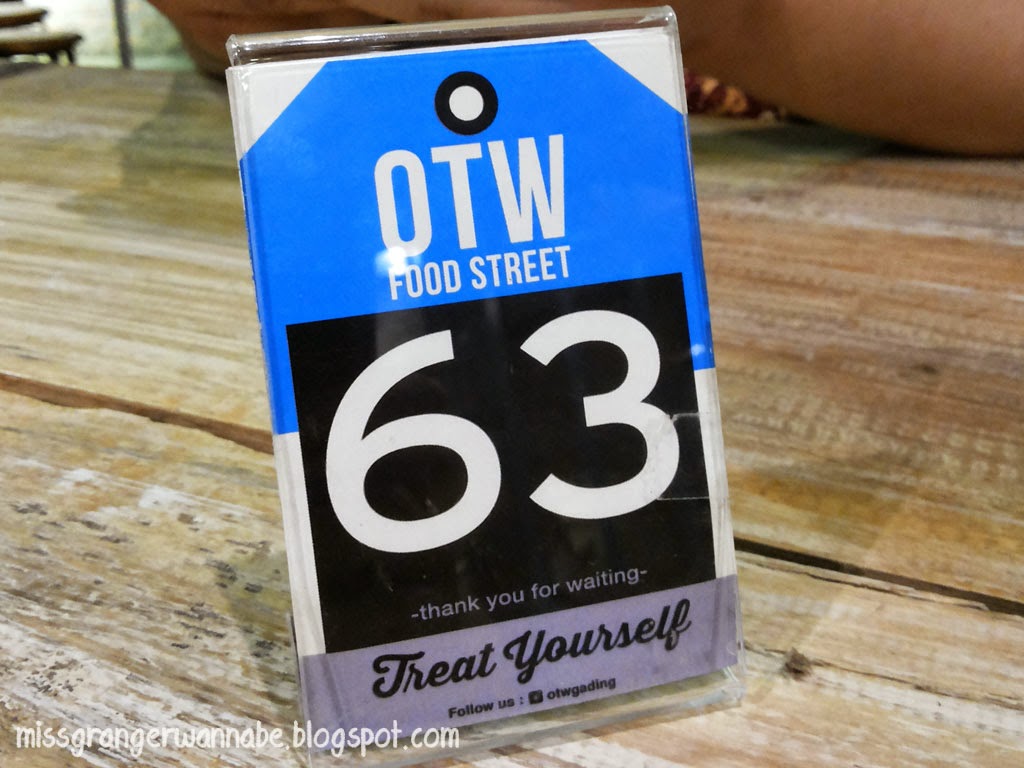 OTW
FOOD STREET
63
-thank you for waiting-
Treat Yourself
Follow us : otwgading
missgrangerwannabe.blogspot.com